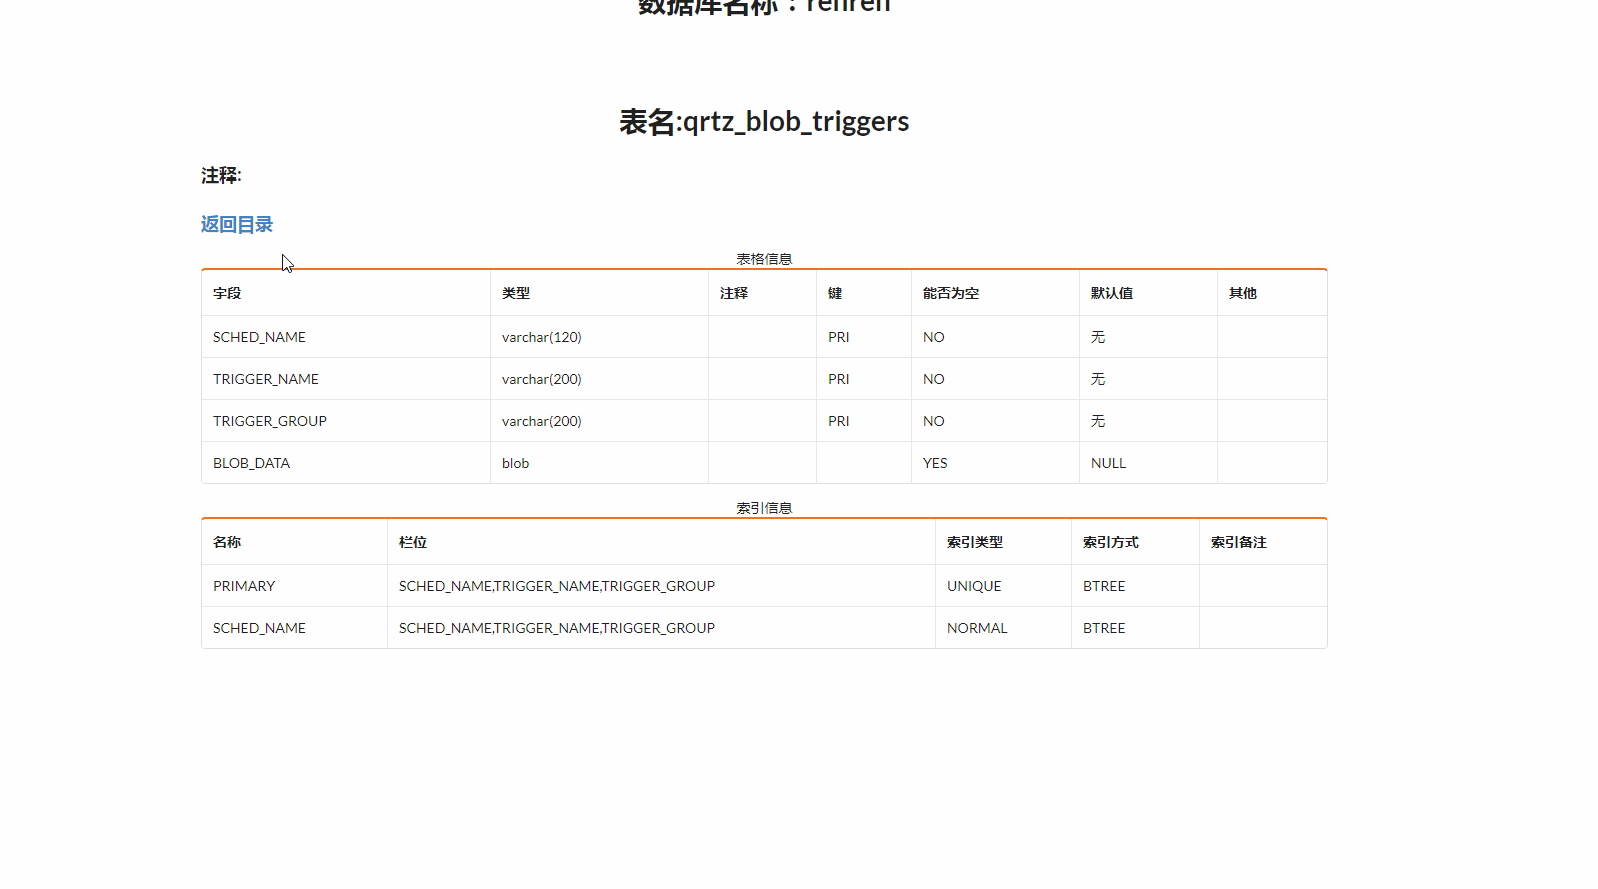 数据库名称：renren
表名:qrtz_blob_triggers
注释:
返回目录
表格信息
字段 类型 注释 键 能否为空 默认值 其他
SCHED_NAME varchar(120) PRI NO 无
TRIGGER_NAME varchar(200) PRI NO 无
TRIGGER_GROUP varchar(200) PRI NO 无
BLOB_DATA blob YES NULL
索引信息
名称 栏位 索引类型 索引方式 索引备注
PRIMARY SCHED_NAME,TRIGGER_NAME,TRIGGER_GROUP UNIQUE BTREE
SCHED_NAME SCHED_NAME,TRIGGER_NAME,TRIGGER_GROUP NORMAL BTREE